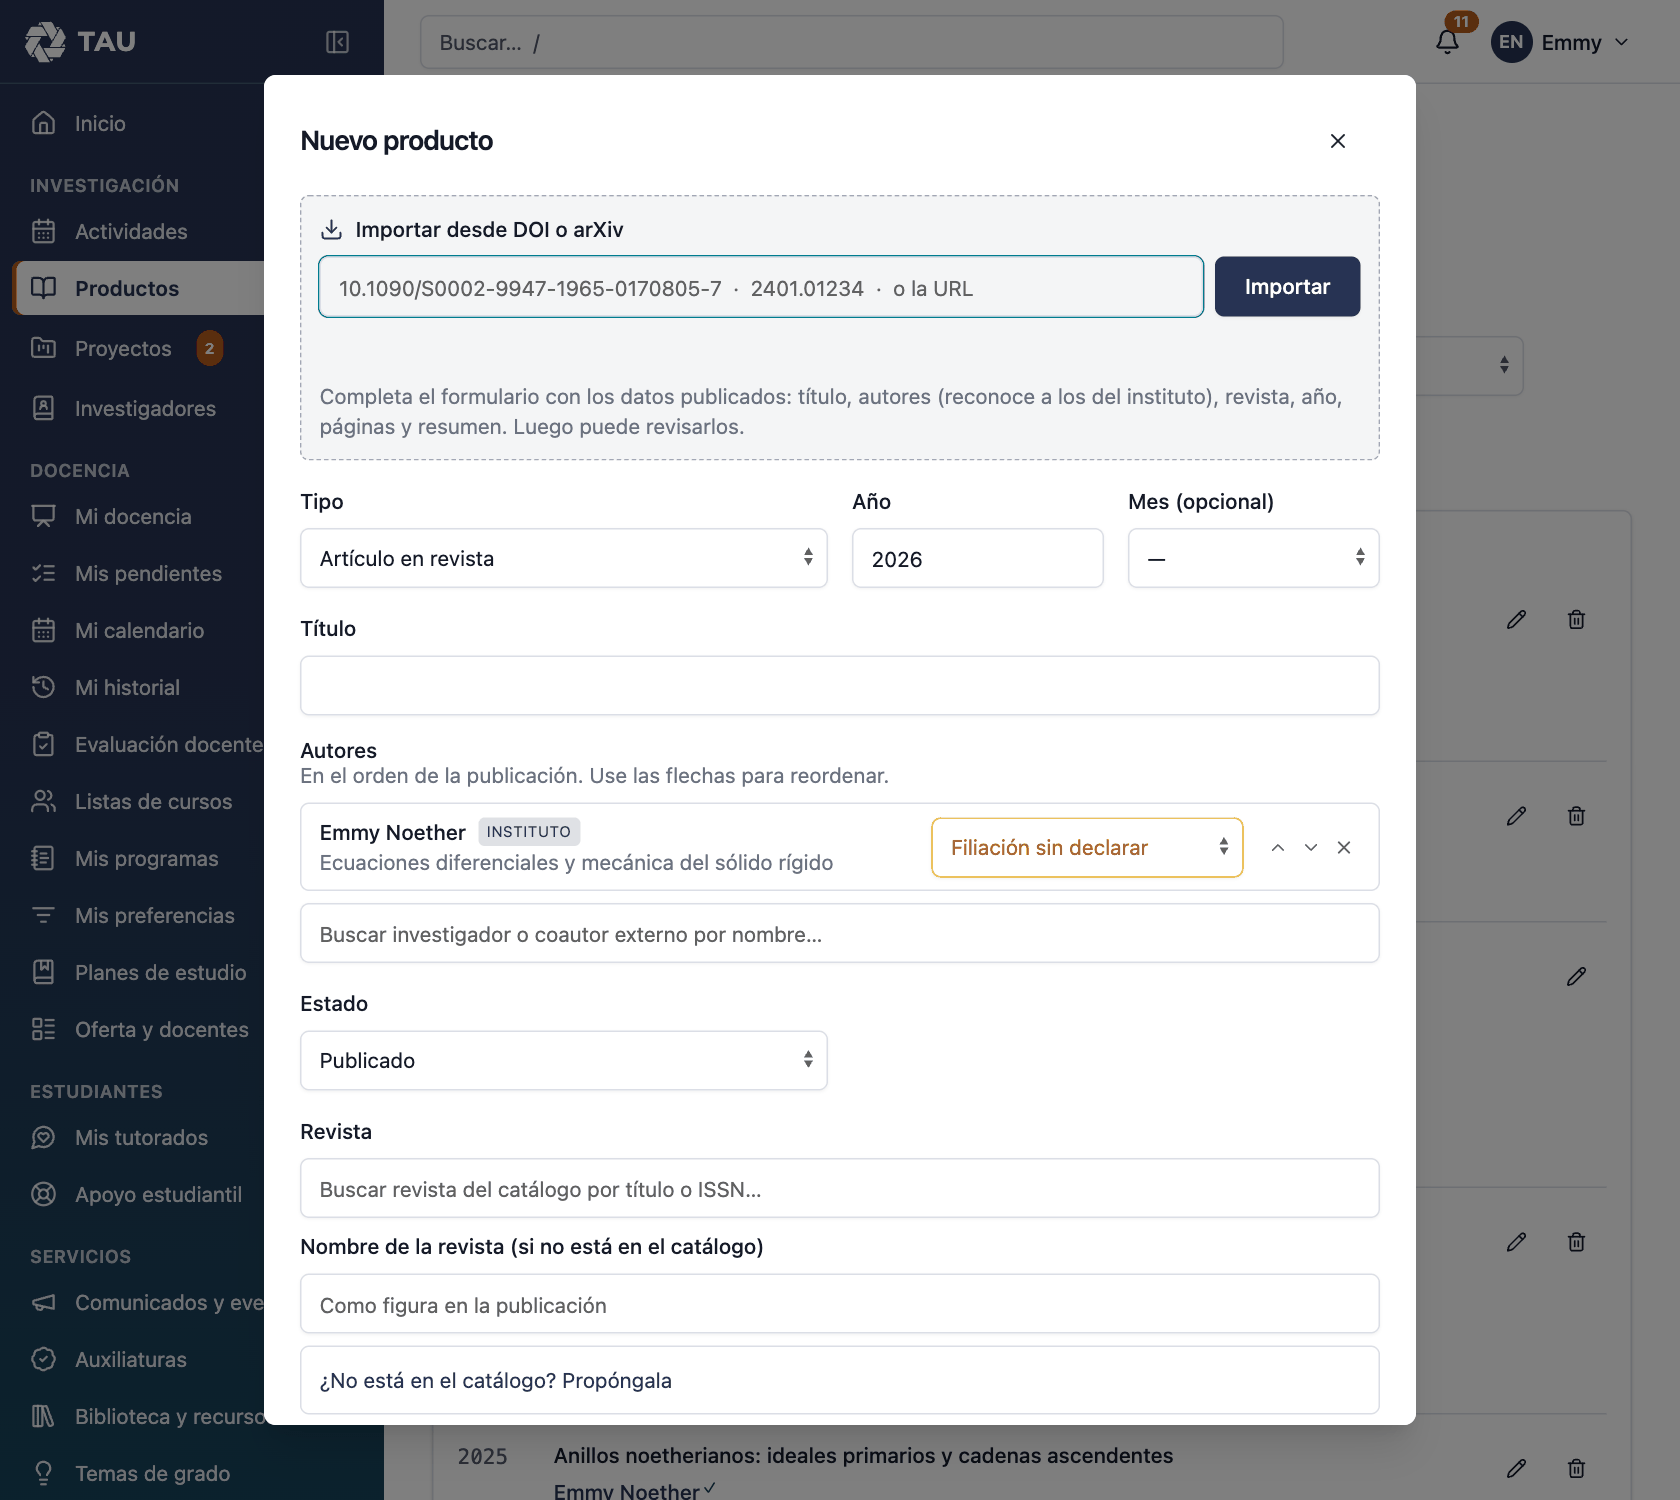 TAU
Buscar... /
11
EN
Emmy
Inicio
INVESTIGACIÓN
Actividades
Productos
Proyectos
2
Investigadores
DOCENCIA
Mi docencia
Mis pendientes
Mi calendario
Mi historial
Evaluación docente
Listas de cursos
Mis programas
Mis preferencias
Planes de estudio
Oferta y docentes
ESTUDIANTES
Mis tutorados
Apoyo estudiantil
SERVICIOS
Comunicados y eve
Auxiliaturas
Biblioteca y recurso
Temas de grado
Nuevo producto
Importar desde DOI o arXiv
10.1090/S0002-9947-1965-0170805-7 · 2401.01234 · o la URL
Importar
Completa el formulario con los datos publicados: título, autores (reconoce a los del instituto), revista, año,
páginas y resumen. Luego puede revisarlos.
Tipo
Año
Mes (opcional)
Artículo en revista
2026
—
Título
Autores
En el orden de la publicación. Use las flechas para reordenar.
Emmy Noether
INSTITUTO
Ecuaciones diferenciales y mecánica del sólido rígido
Filiación sin declarar
Buscar investigador o coautor externo por nombre...
Estado
Publicado
Revista
Buscar revista del catálogo por título o ISSN...
Nombre de la revista (si no está en el catálogo)
Como figura en la publicación
¿No está en el catálogo? Propóngala
2025
Anillos noetherianos: ideales primarios y cadenas ascendentes
Emmy Noether